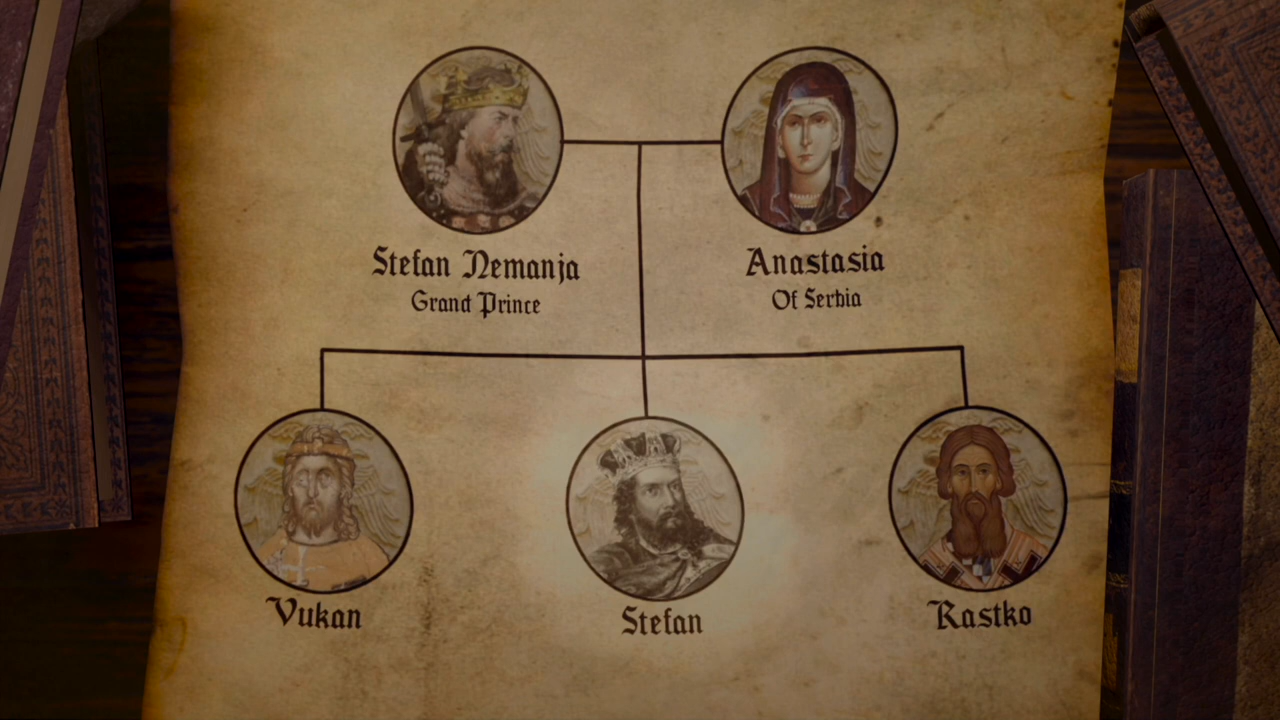 Stefan Nemanja
Grand Prince
Anastasia
Of Serbia
Vukan
Stefan
Rastko